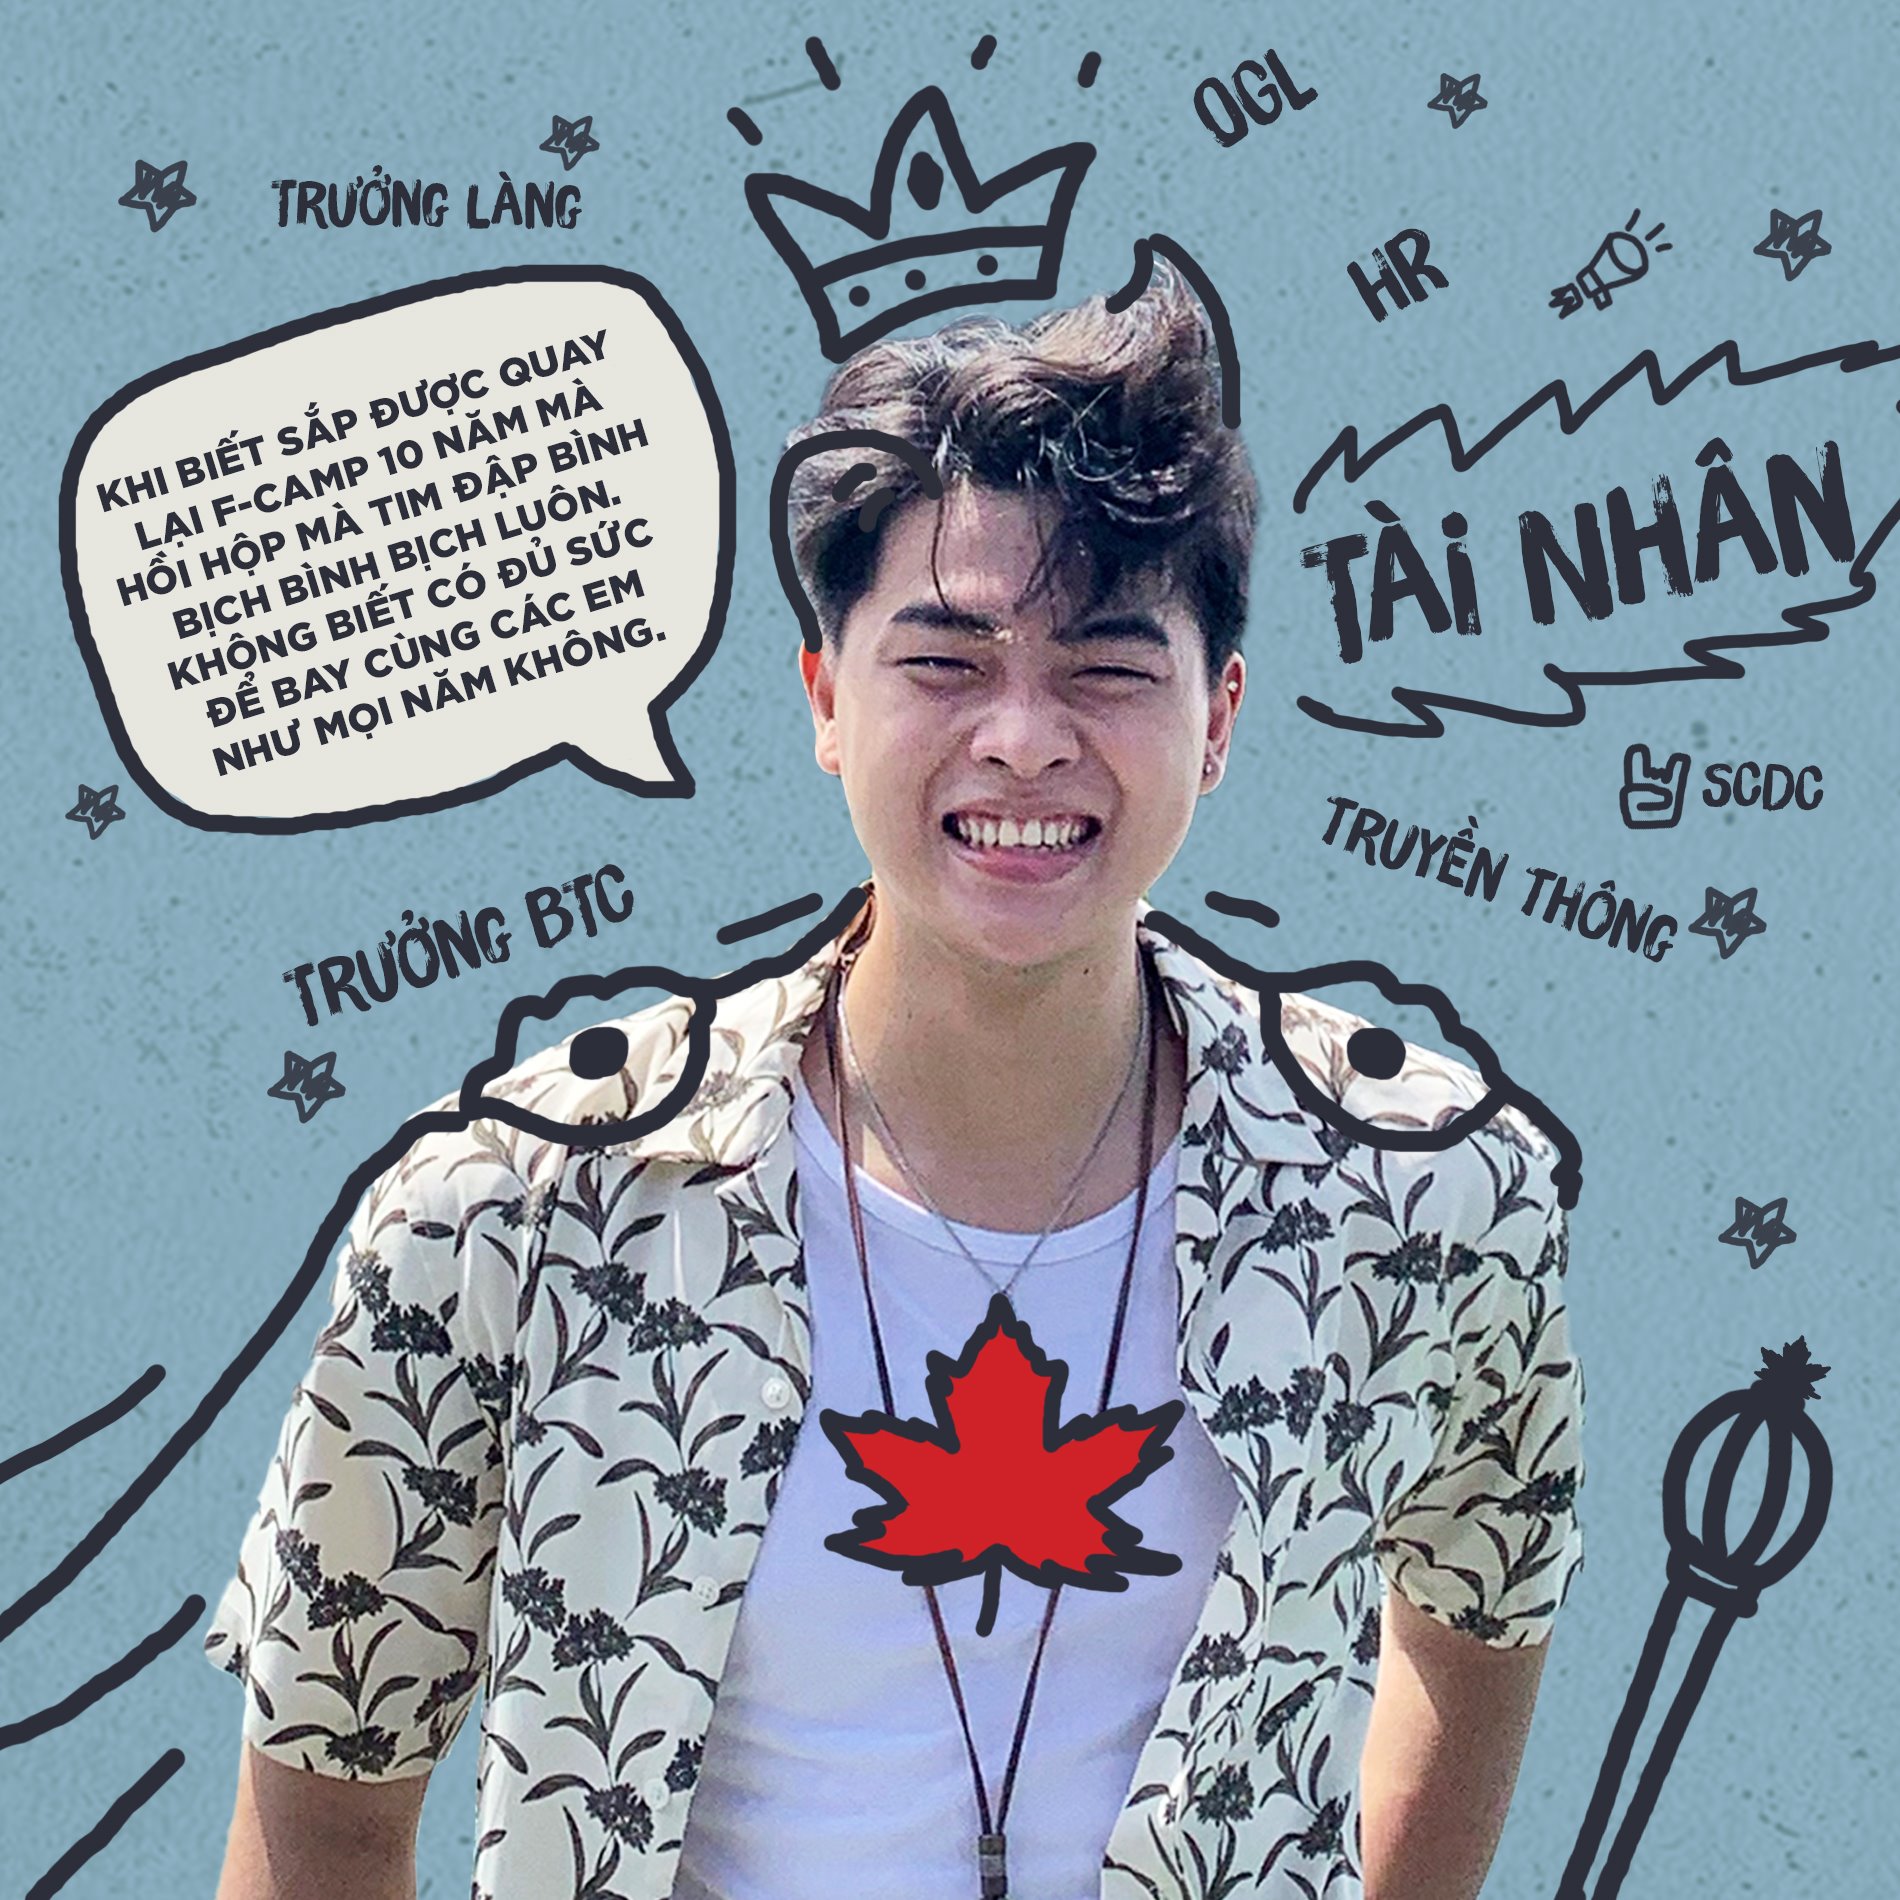 OGL
TRƯỞNG LÀNG
HR
KHI BIẾT SẮP ĐƯỢC QUAY
LẠI F-CAMP 10 NĂM MÀ
HỒI HỘP MÀ TIM ĐẬP BÌNH
BỊCH BÌNH BỊCH LUÔN.
KHÔNG BIẾT CÓ ĐỦ SỨC
ĐỂ BAY CÙNG CÁC EM
NHƯ MỌI NĂM KHÔNG.
TÀi NHÂN
SCDC
TRUYỀN THÔNG
TRƯỞNG BTC